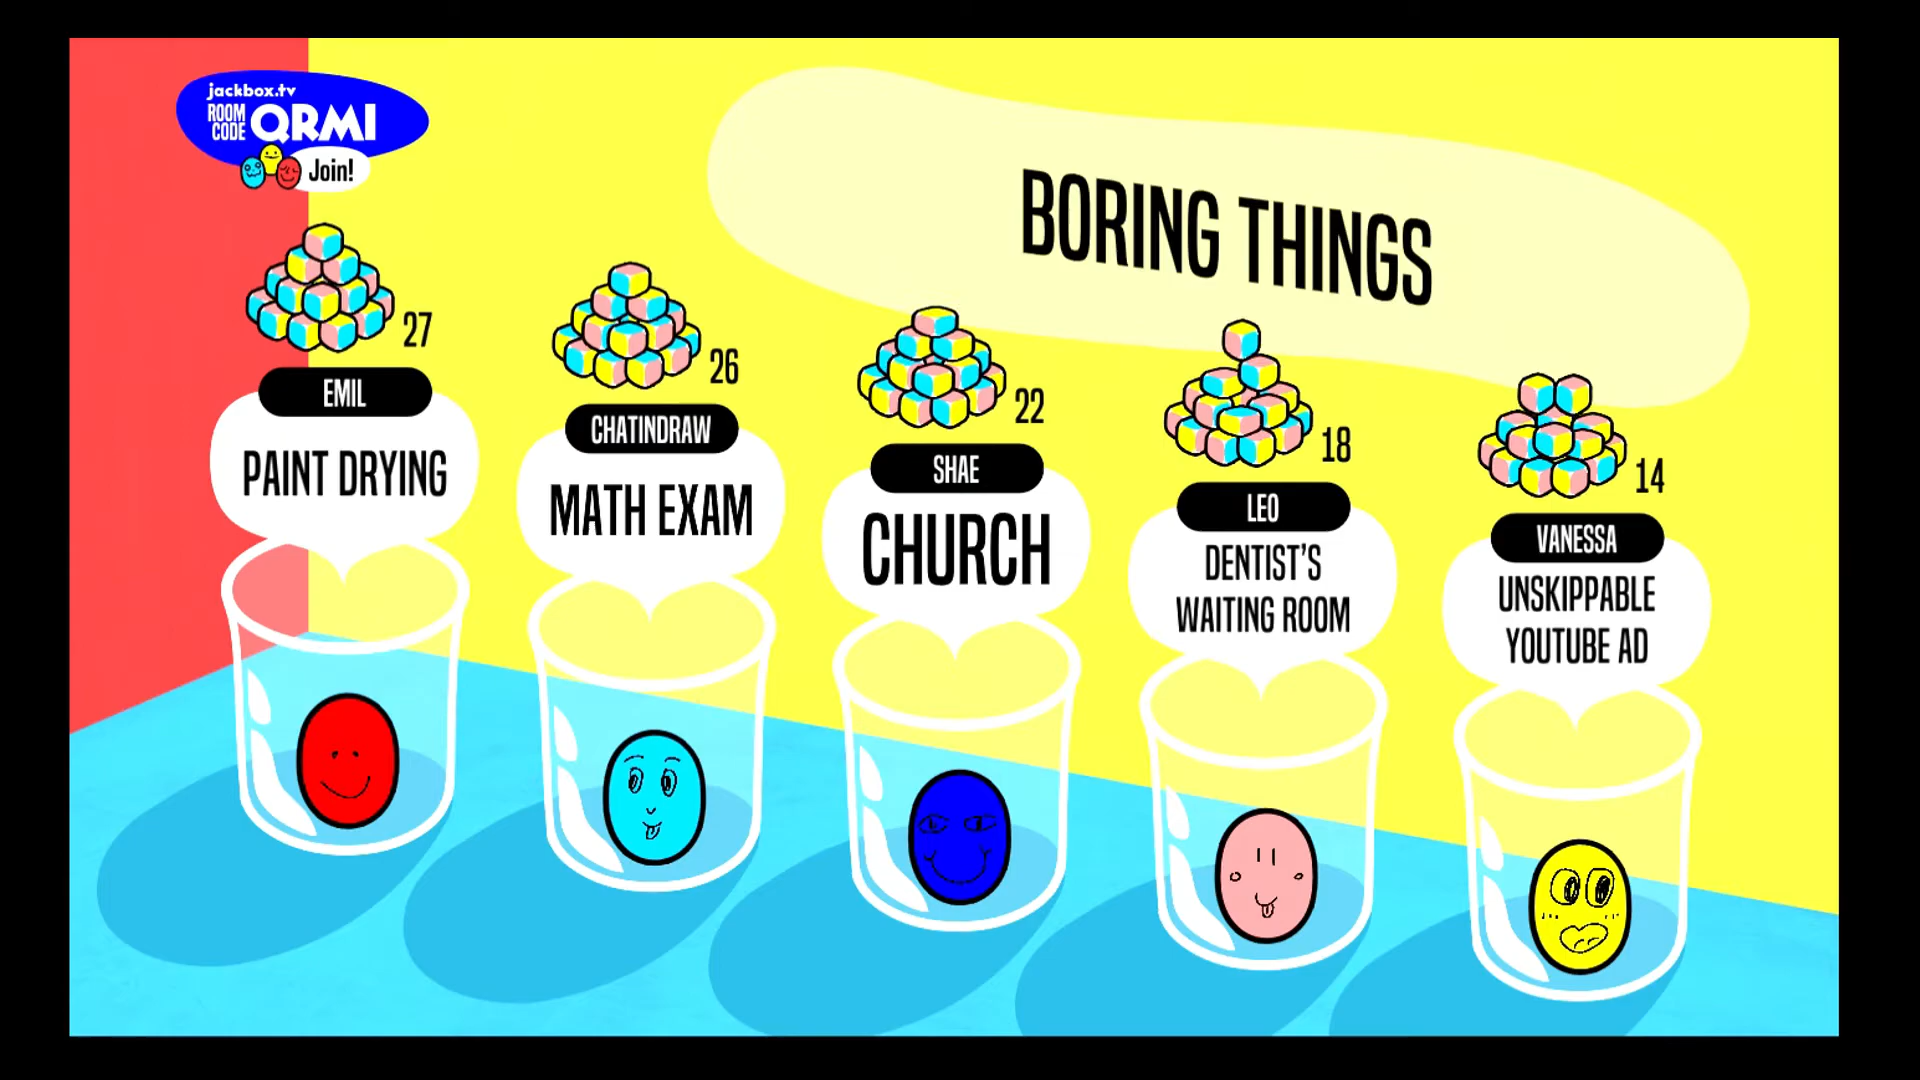 jackbox.tv
ROOM CODE QRMI
Join!
BORING THINGS
27
EMIL
PAINT DRYING
26
CHATINDRAW
MATH EXAM
22
SHAE
CHURCH
18
LEO
DENTIST'S
WAITING ROOM
14
VANESSA
UNSKIPPABLE
YOUTUBE AD